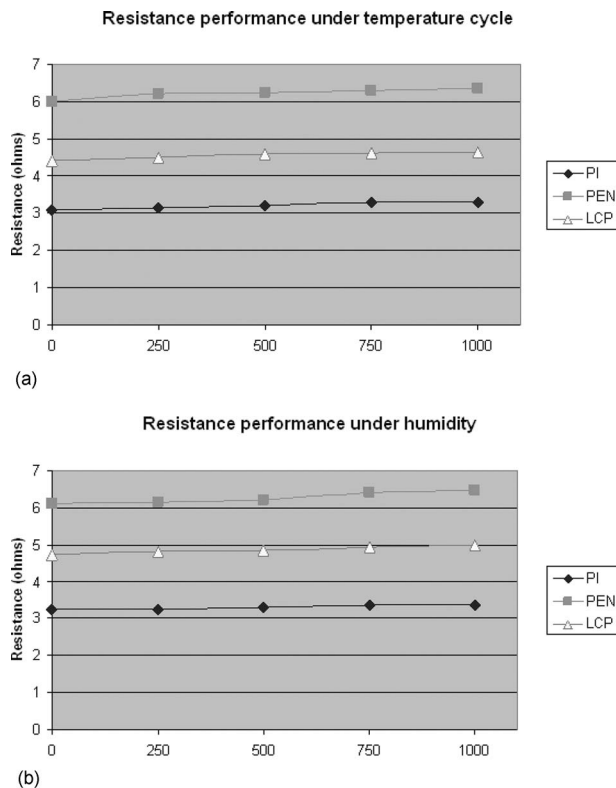 Resistance performance under temperature cycle
7
6
5
4
3
2
1
0
Resistance (ohms)
0 250 500 750 1000
PI
PEN
LCP
(a)
Resistance performance under humidity
7
6
5
4
3
2
1
0
Resistance (ohms)
0 250 500 750 1000
PI
PEN
LCP
(b)